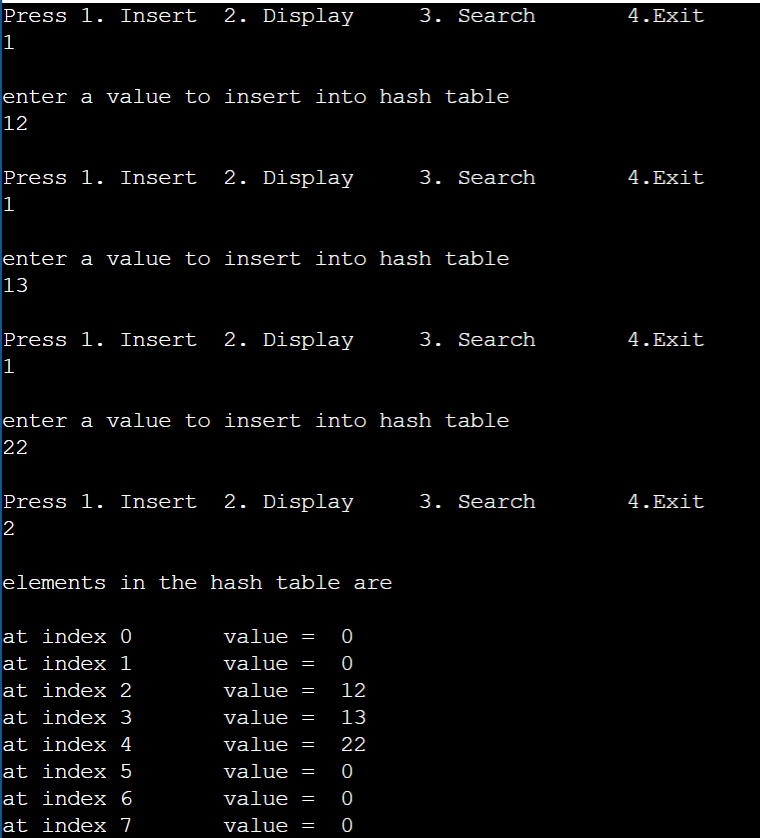 Press 1. Insert  2. Display     3. Search       4.Exit
1
enter a value to insert into hash table
12
Press 1. Insert  2. Display     3. Search       4.Exit
1
enter a value to insert into hash table
13
Press 1. Insert  2. Display     3. Search       4.Exit
1
enter a value to insert into hash table
22
Press 1. Insert  2. Display     3. Search       4.Exit
2
elements in the hash table are
at index 0       value =  0
at index 1       value =  0
at index 2       value =  12
at index 3       value =  13
at index 4       value =  22
at index 5       value =  0
at index 6       value =  0
at index 7       value =  0